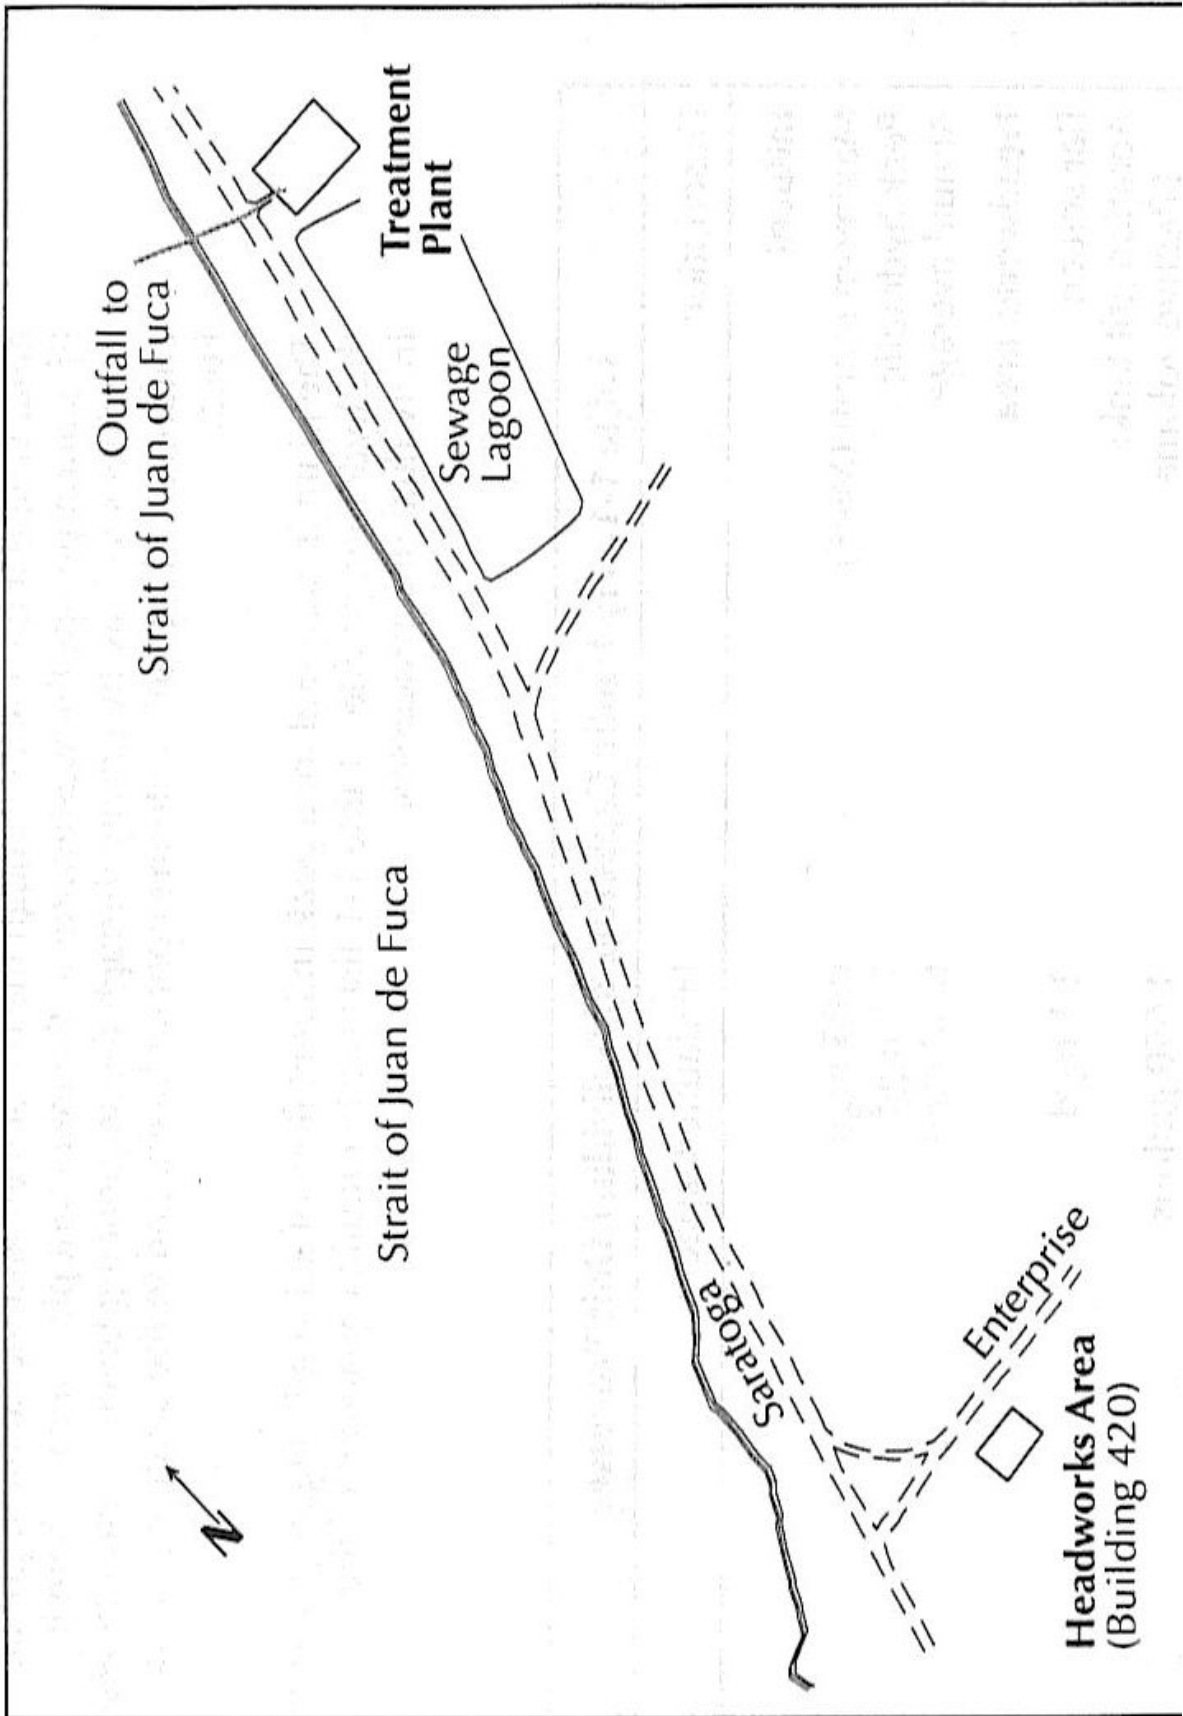 Outfall to
Strait of Juan de Fuca
Treatment
Plant
Sewage
Lagoon
Strait of Juan de Fuca
Saratoga
Enterprise
N
Headworks Area
(Building 420)